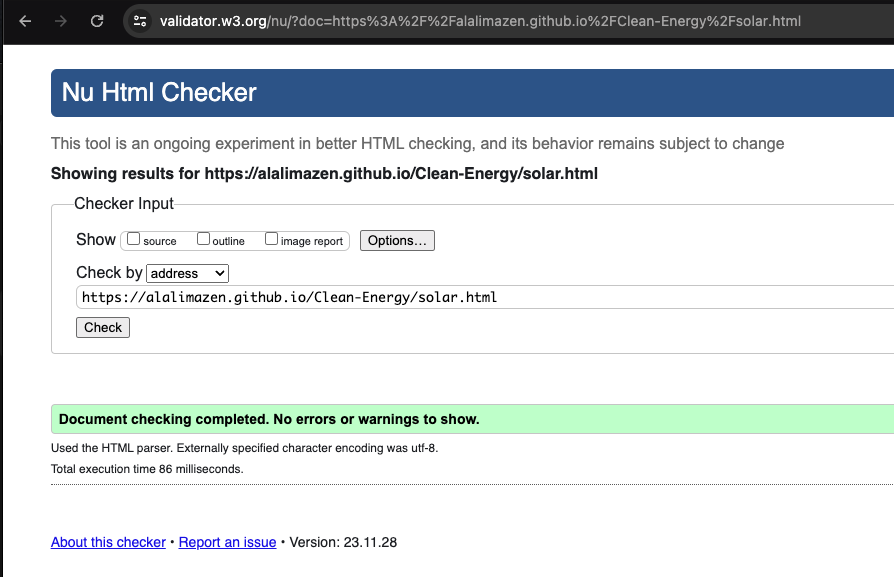 validator.w3.org/nu/?doc=https%3A%2F%2Falalimazen.github.io%2FClean-Energy%2Fsolar.html
Nu Html Checker
This tool is an ongoing experiment in better HTML checking, and its behavior remains subject to change
Showing results for https://alalimazen.github.io/Clean-Energy/solar.html
Checker Input
Show source outline image report Options...
Check by address
https://alalimazen.github.io/Clean-Energy/solar.html
Check
Document checking completed. No errors or warnings to show.
Used the HTML parser. Externally specified character encoding was utf-8.
Total execution time 86 milliseconds.
About this checker • Report an issue • Version: 23.11.28